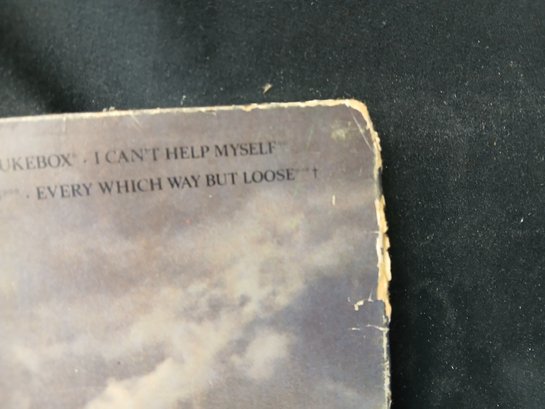 UKEBOX* · I CAN'T HELP MYSELF**
*** · EVERY WHICH WAY BUT LOOSE**†